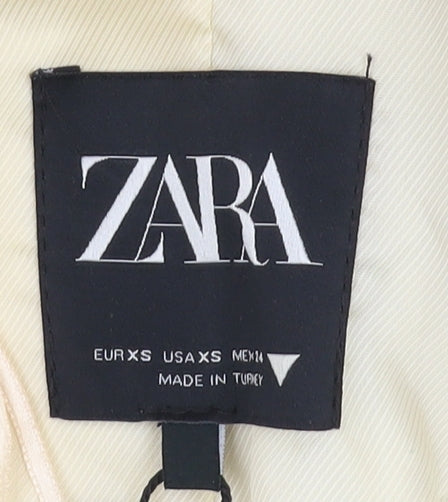 ZARA
EUR XS USA XS MEX 24
MADE IN TURKEY